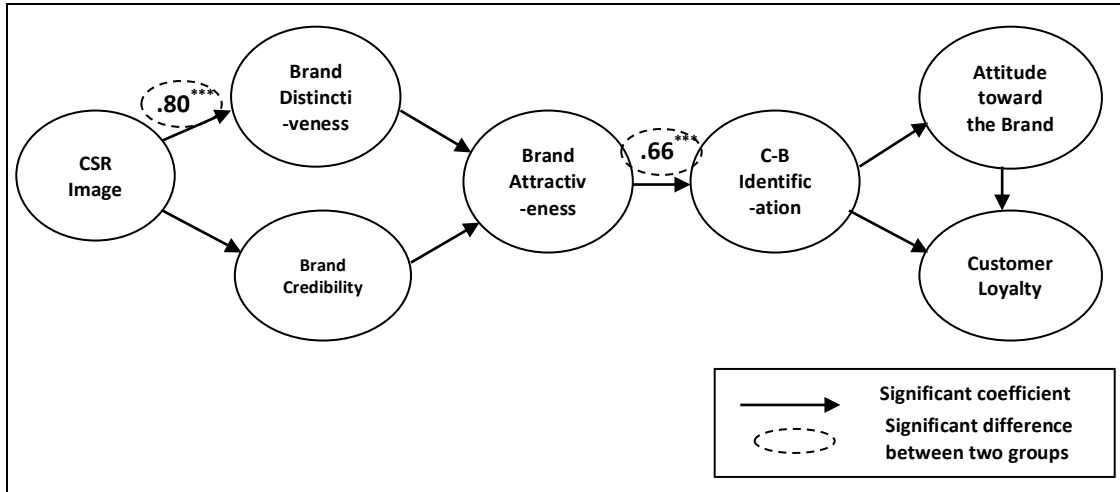 CSR
Image
.80***
Brand
Distincti
-veness
Brand
Credibility
Brand
Attractiv
-eness
.66***
C-B
Identific
-ation
Attitude
toward
the Brand
Customer
Loyalty
Significant coefficient
Significant difference
between two groups